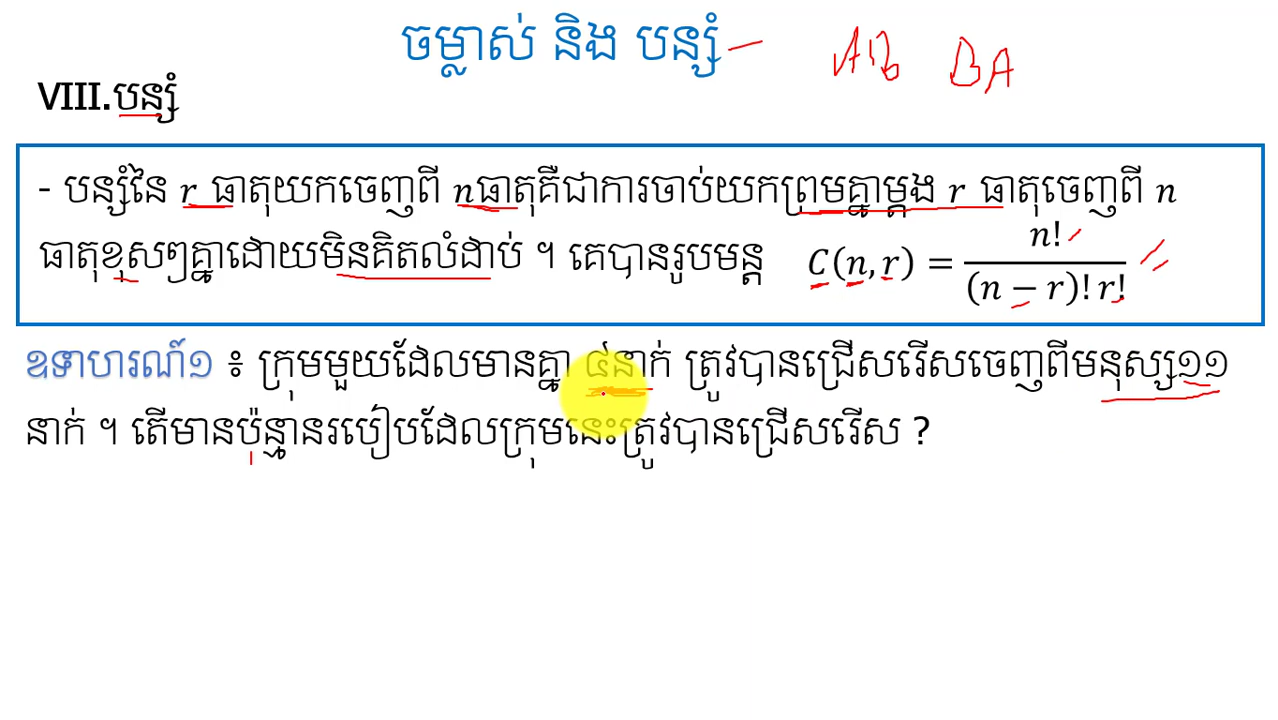 ចម្លាស់ និង បន្សំ
AB BA
VIII.បន្សំ
- បន្សំនៃ r ធាតុយកចេញពី n ធាតុគឺជាការចាប់យកព្រមគ្នាម្តង r ធាតុចេញពី n
ធាតុខុសៗគ្នាដោយមិនគិតលំដាប់ ។ គេបានរូបមន្ត C(n,r) = n! / (n − r)! r!
ឧទាហរណ៍១ ៖ ក្រុមមួយដែលមានគ្នា ៤នាក់ ត្រូវបានជ្រើសរើសចេញពីមនុស្ស១១
នាក់ ។ តើមានប៉ុន្មានរបៀបដែលក្រុមនេះត្រូវបានជ្រើសរើស ?